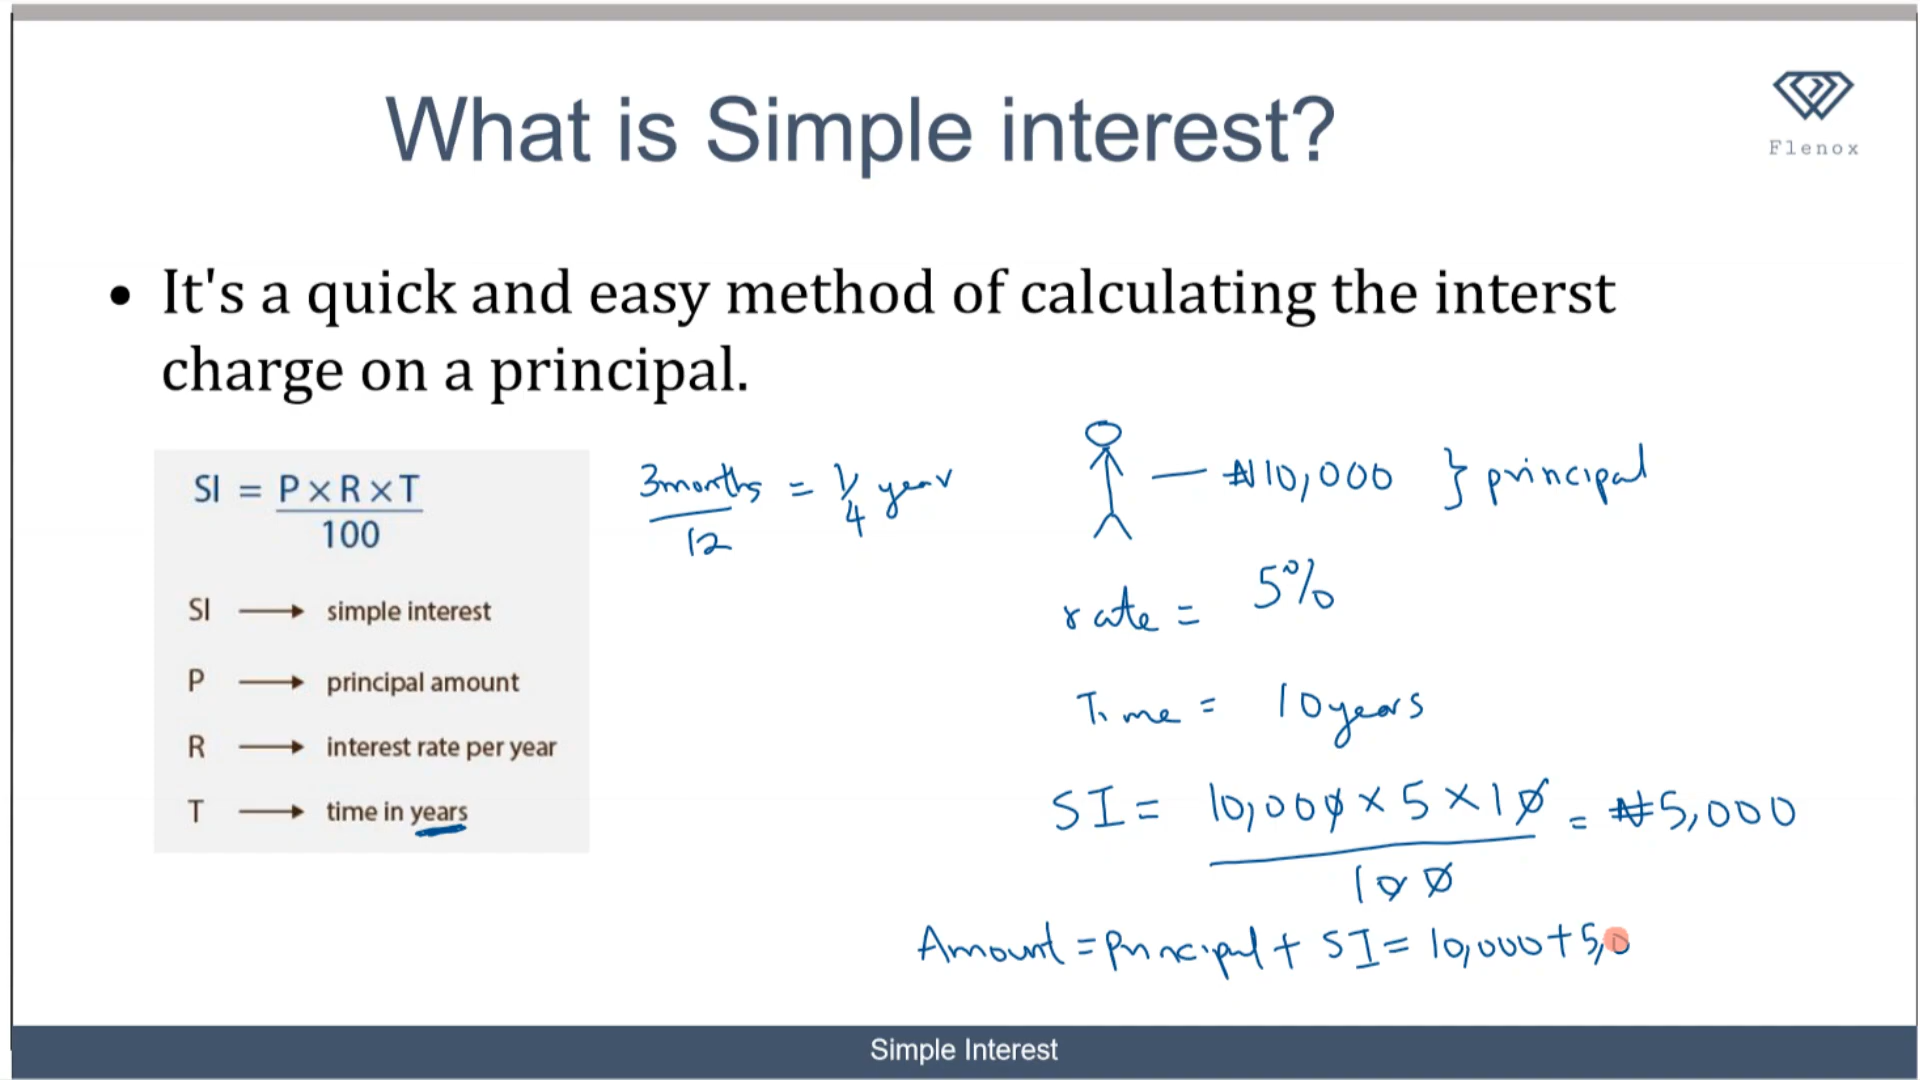 What is Simple interest?
Flenox
• It's a quick and easy method of calculating the interst
charge on a principal.
SI = P × R × T
100
SI → simple interest
P → principal amount
R → interest rate per year
T → time in years
3months = 1/4 year
12
— ₦10,000 } principal
rate = 5%
Time = 10years
SI = 10,000 × 5 × 10 = ₦5,000
100
Amount = principal + SI = 10,000 + 5,0
Simple Interest